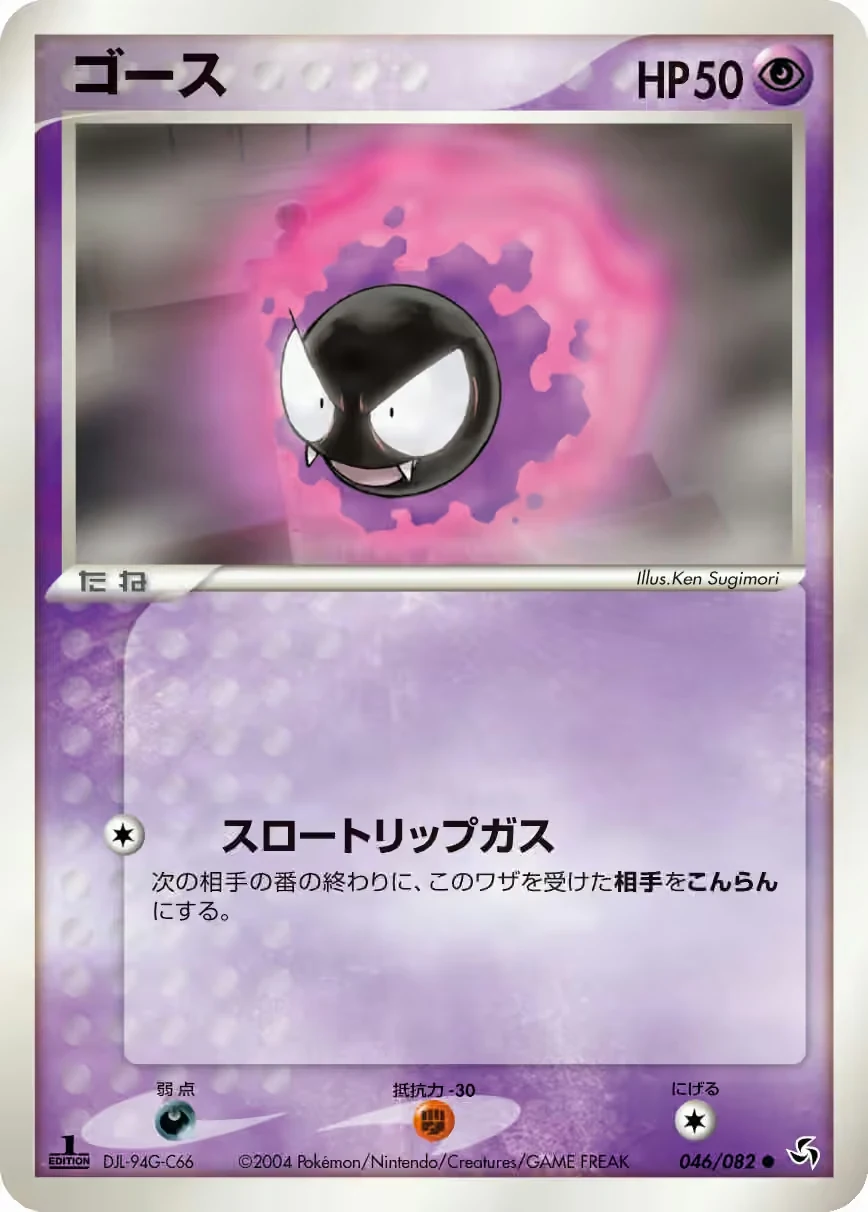 ゴース HP50
たね Illus.Ken Sugimori
スロートリップガス
次の相手の番の終わりに、このワザを受けた相手をこんらん
にする。
弱点 抵抗力-30 にげる
1
EDITION DJL-94G-C66 ©2004 Pokémon/Nintendo/Creatures/GAME FREAK 046/082 ●